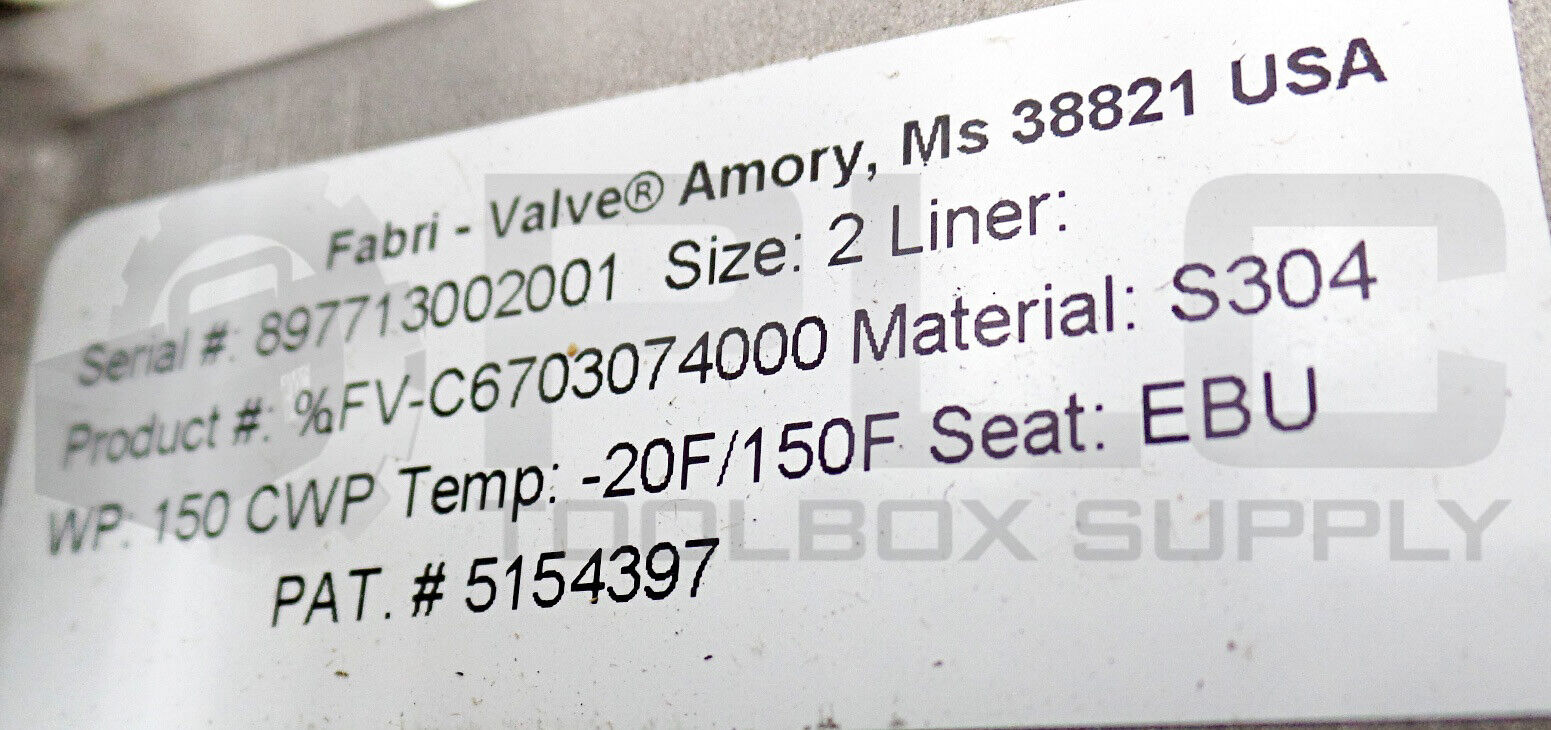 Fabri - Valve® Amory, Ms 38821 USA
Serial #: 897713002001 Size: 2 Liner:
Product #: %FV-C6703074000 Material: S304
WP: 150 CWP Temp: -20F/150F Seat: EBU
PAT. # 5154397
PLC
TOOLBOX SUPPLY